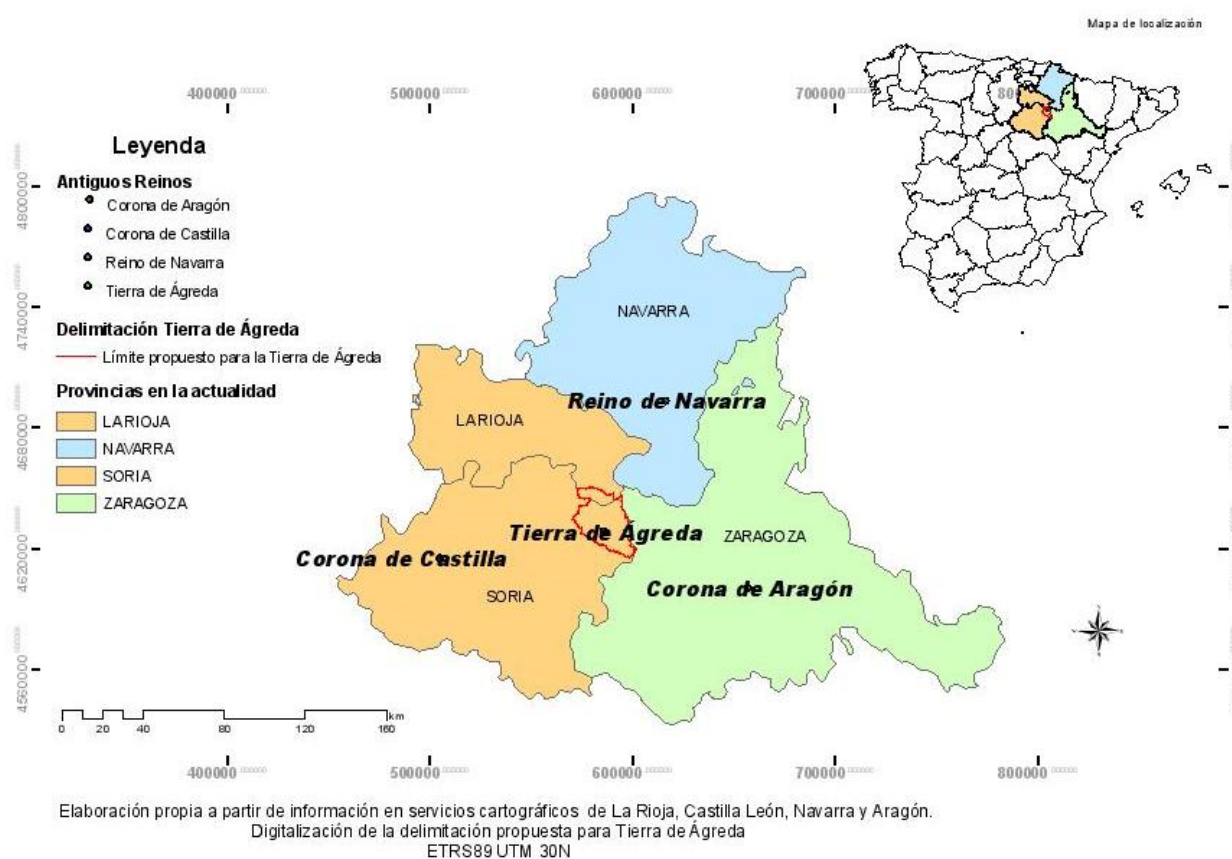 Mapa de localización
400000 500000 600000 700000 800000
Leyenda
Antiguos Reinos
Corona de Aragón
Corona de Castilla
Reino de Navarra
Tierra de Ágreda
Delimitación Tierra de Ágreda
Límite propuesto para la Tierra de Ágreda
Provincias en la actualidad
LARIOJA
NAVARRA
SORIA
ZARAGOZA
4800000
4740000
4680000
4620000
4560000
NAVARRA
Reino de Navarra
LARIOJA
Tierra de Ágreda
ZARAGOZA
Corona de Castilla
SORIA
Corona de Aragón
0 20 40 80 120 160 km
400000 500000 600000 700000 800000
Elaboración propia a partir de información en servicios cartográficos de La Rioja, Castilla León, Navarra y Aragón.
Digitalización de la delimitación propuesta para Tierra de Ágreda
ETRS89 UTM 30N